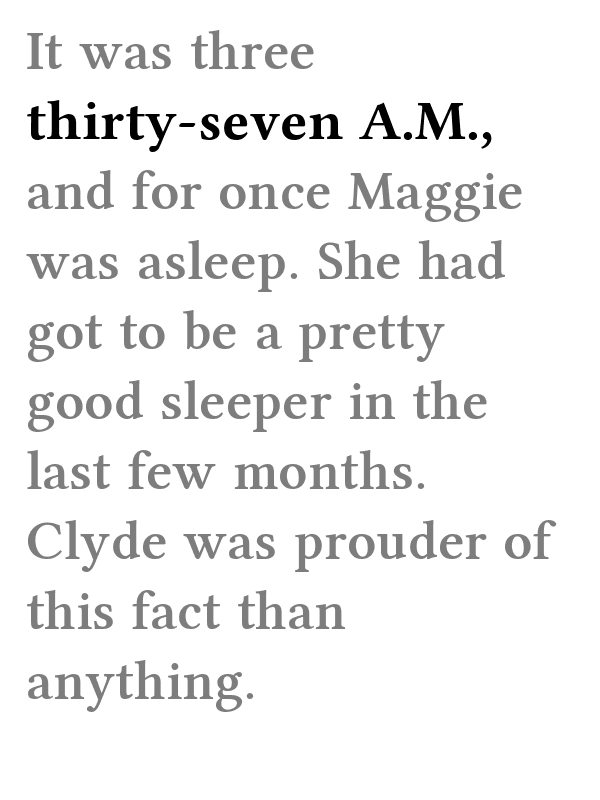 It was three
thirty-seven A.M.,
and for once Maggie
was asleep. She had
got to be a pretty
good sleeper in the
last few months.
Clyde was prouder of
this fact than
anything.